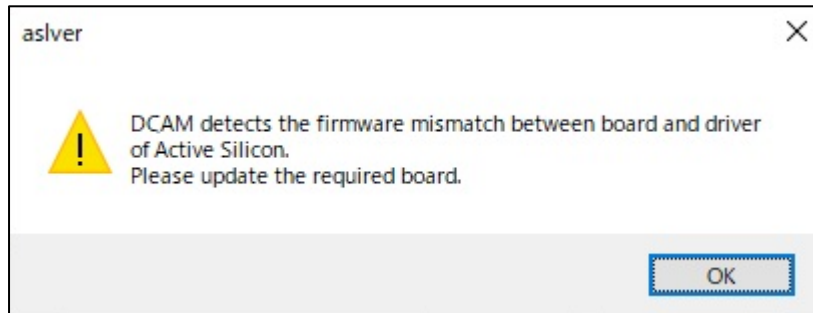 aslver
DCAM detects the firmware mismatch between board and driver
of Active Silicon.
Please update the required board.
OK